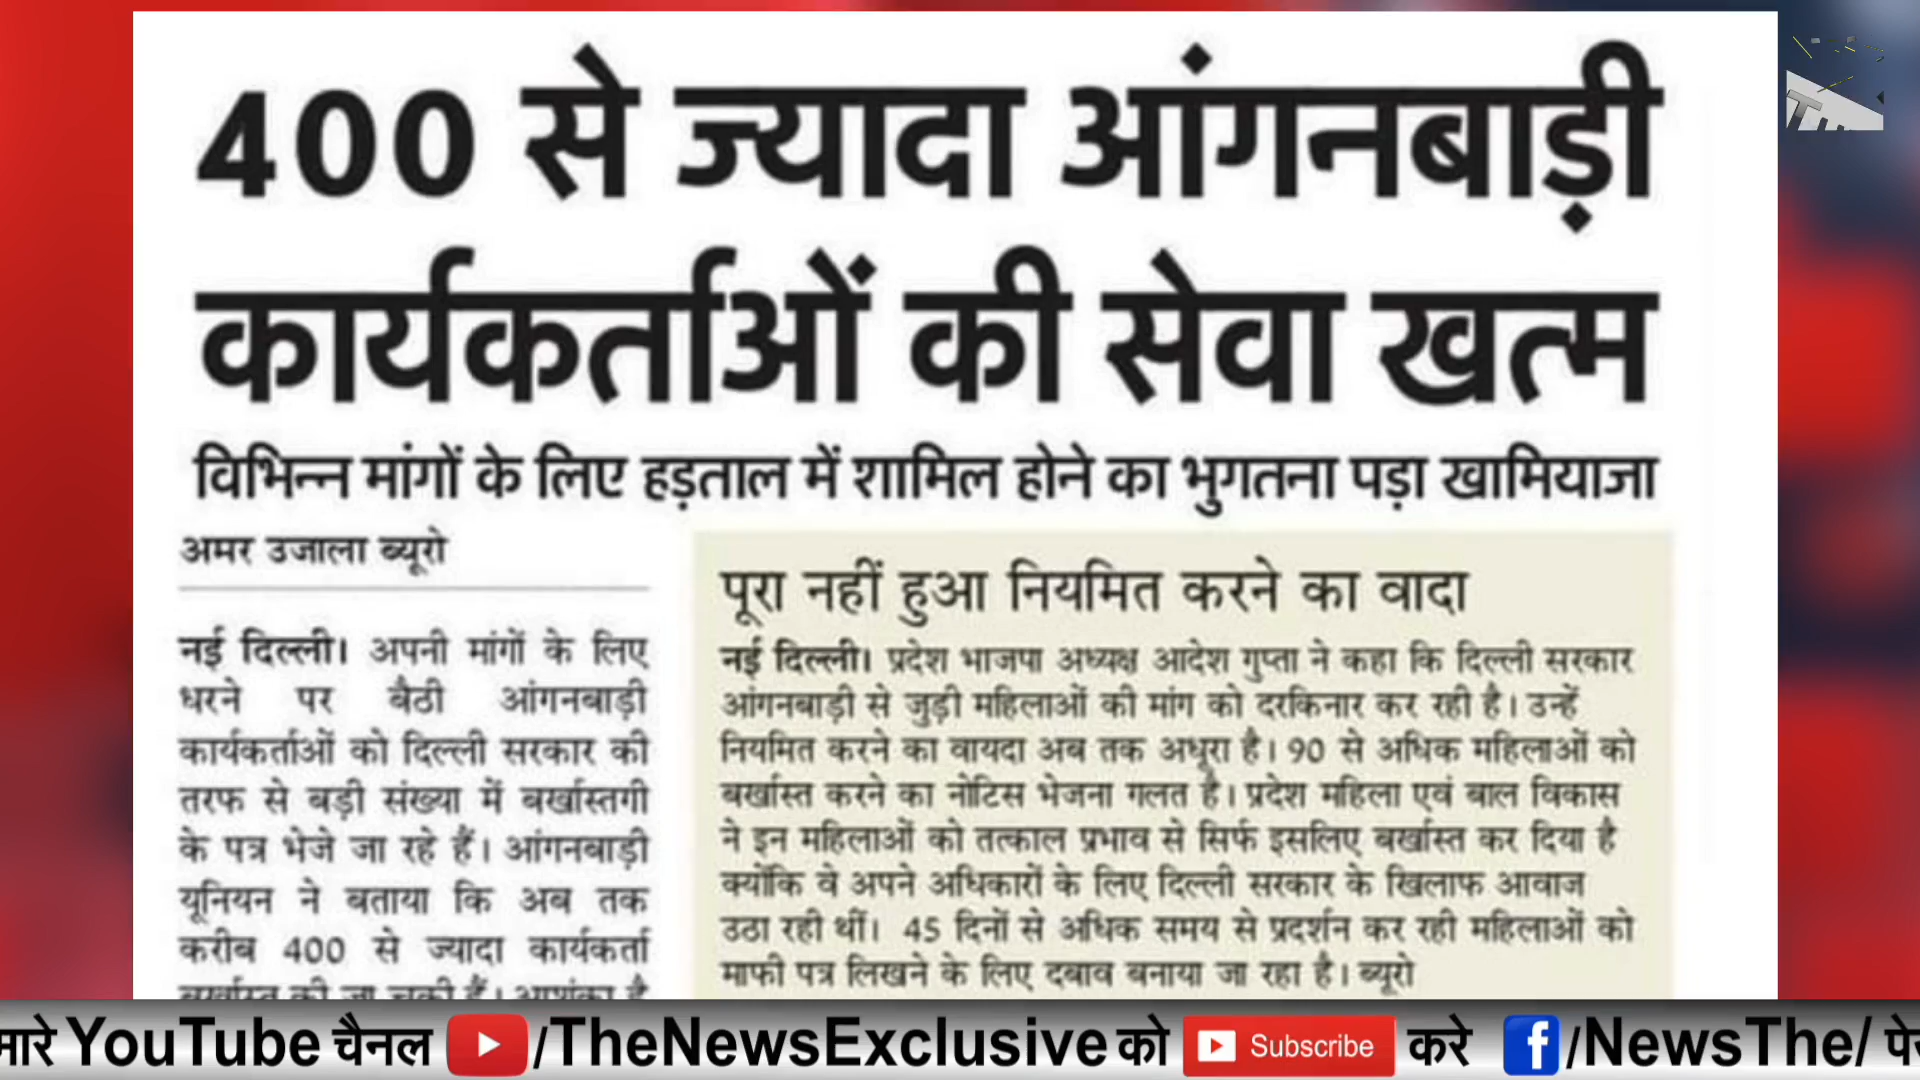 400 से ज्यादा आंगनबाड़ी
कार्यकर्ताओं की सेवा खत्म
विभिन्न मांगों के लिए हड़ताल में शामिल होने का भुगतना पड़ा खामियाजा
अमर उजाला ब्यूरो
नई दिल्ली। अपनी मांगों के लिए
धरने पर बैठी आंगनबाड़ी
कार्यकर्ताओं को दिल्ली सरकार की
तरफ से बड़ी संख्या में बर्खास्तगी
के पत्र भेजे जा रहे हैं। आंगनबाड़ी
यूनियन ने बताया कि अब तक
करीब 400 से ज्यादा कार्यकर्ता
बर्खास्त की जा चुकी हैं। आशंका है
पूरा नहीं हुआ नियमित करने का वादा
नई दिल्ली। प्रदेश भाजपा अध्यक्ष आदेश गुप्ता ने कहा कि दिल्ली सरकार
आंगनबाड़ी से जुड़ी महिलाओं की मांग को दरकिनार कर रही है। उन्हें
नियमित करने का वायदा अब तक अधूरा है। 90 से अधिक महिलाओं को
बर्खास्त करने का नोटिस भेजना गलत है। प्रदेश महिला एवं बाल विकास
ने इन महिलाओं को तत्काल प्रभाव से सिर्फ इसलिए बर्खास्त कर दिया है
क्योंकि वे अपने अधिकारों के लिए दिल्ली सरकार के खिलाफ आवाज
उठा रही थीं। 45 दिनों से अधिक समय से प्रदर्शन कर रही महिलाओं को
माफी पत्र लिखने के लिए दबाव बनाया जा रहा है। ब्यूरो
मारे YouTube चैनल /TheNewsExclusive को Subscribe करे f /NewsThe/